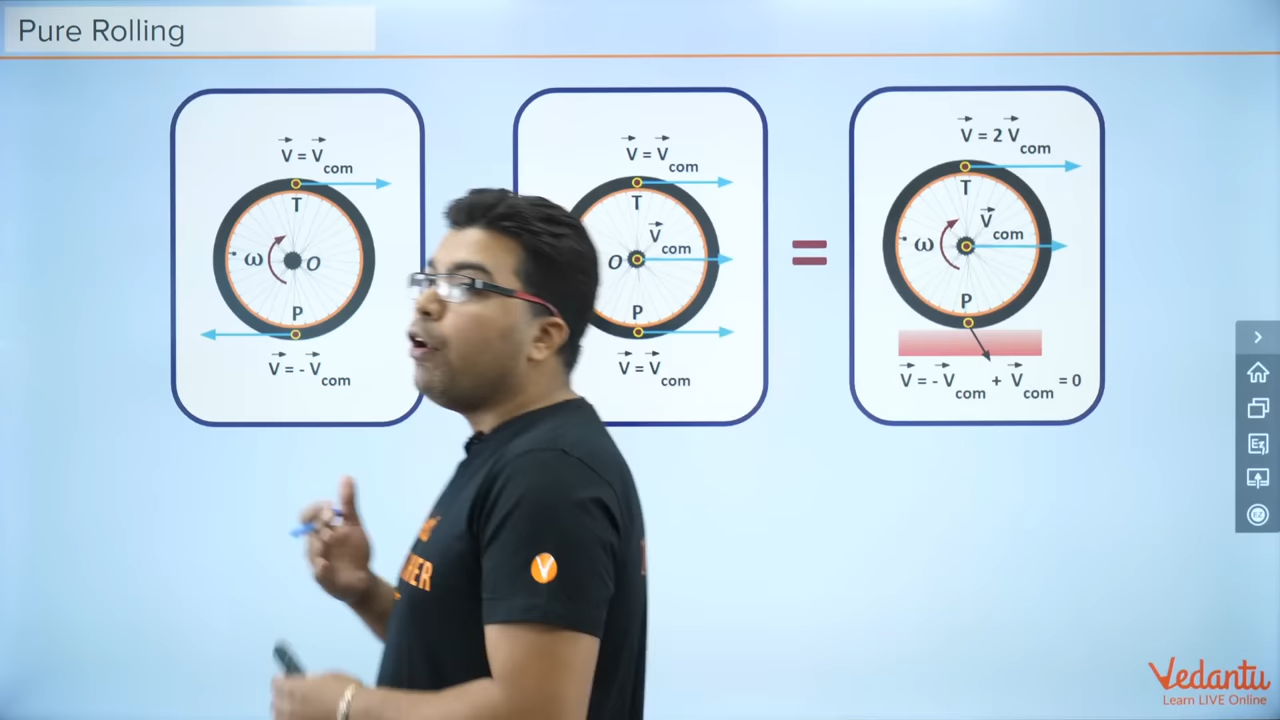 Pure Rolling
V = V com
T
ω
O
P
V = - V com
V = V com
T
V com
O
P
V = V com
=
V = 2 V com
T
V com
ω
P
V = - V com + V com = 0
V
Vedantu
Learn LIVE Online